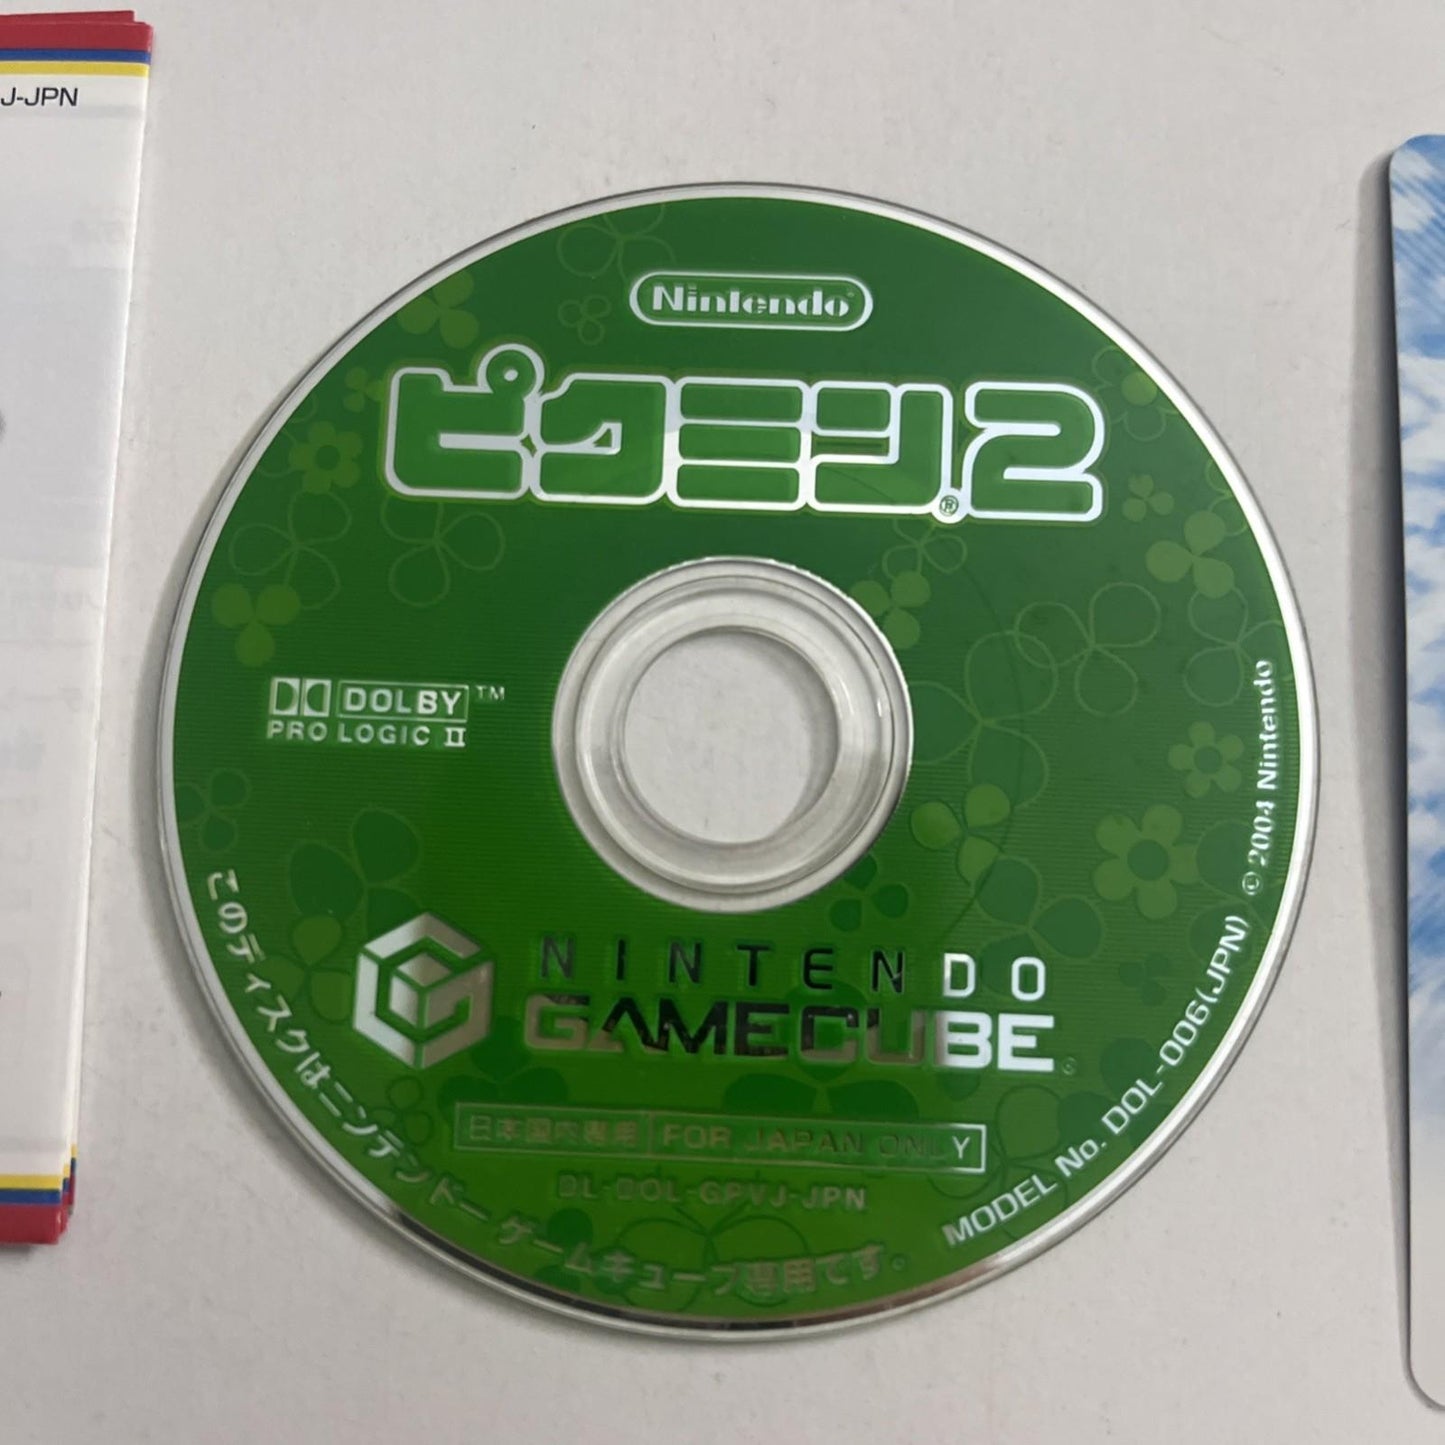 J-JPN
Nintendo®
ピクミン®2
DOLBY™
PRO LOGIC II
NINTENDO
GAMECUBE®
日本国内専用 FOR JAPAN ONLY
DL-DOL-GPVJ-JPN
このディスクはニンテンドーゲームキューブ専用です。
MODEL No. DOL-006(JPN) © 2004 Nintendo